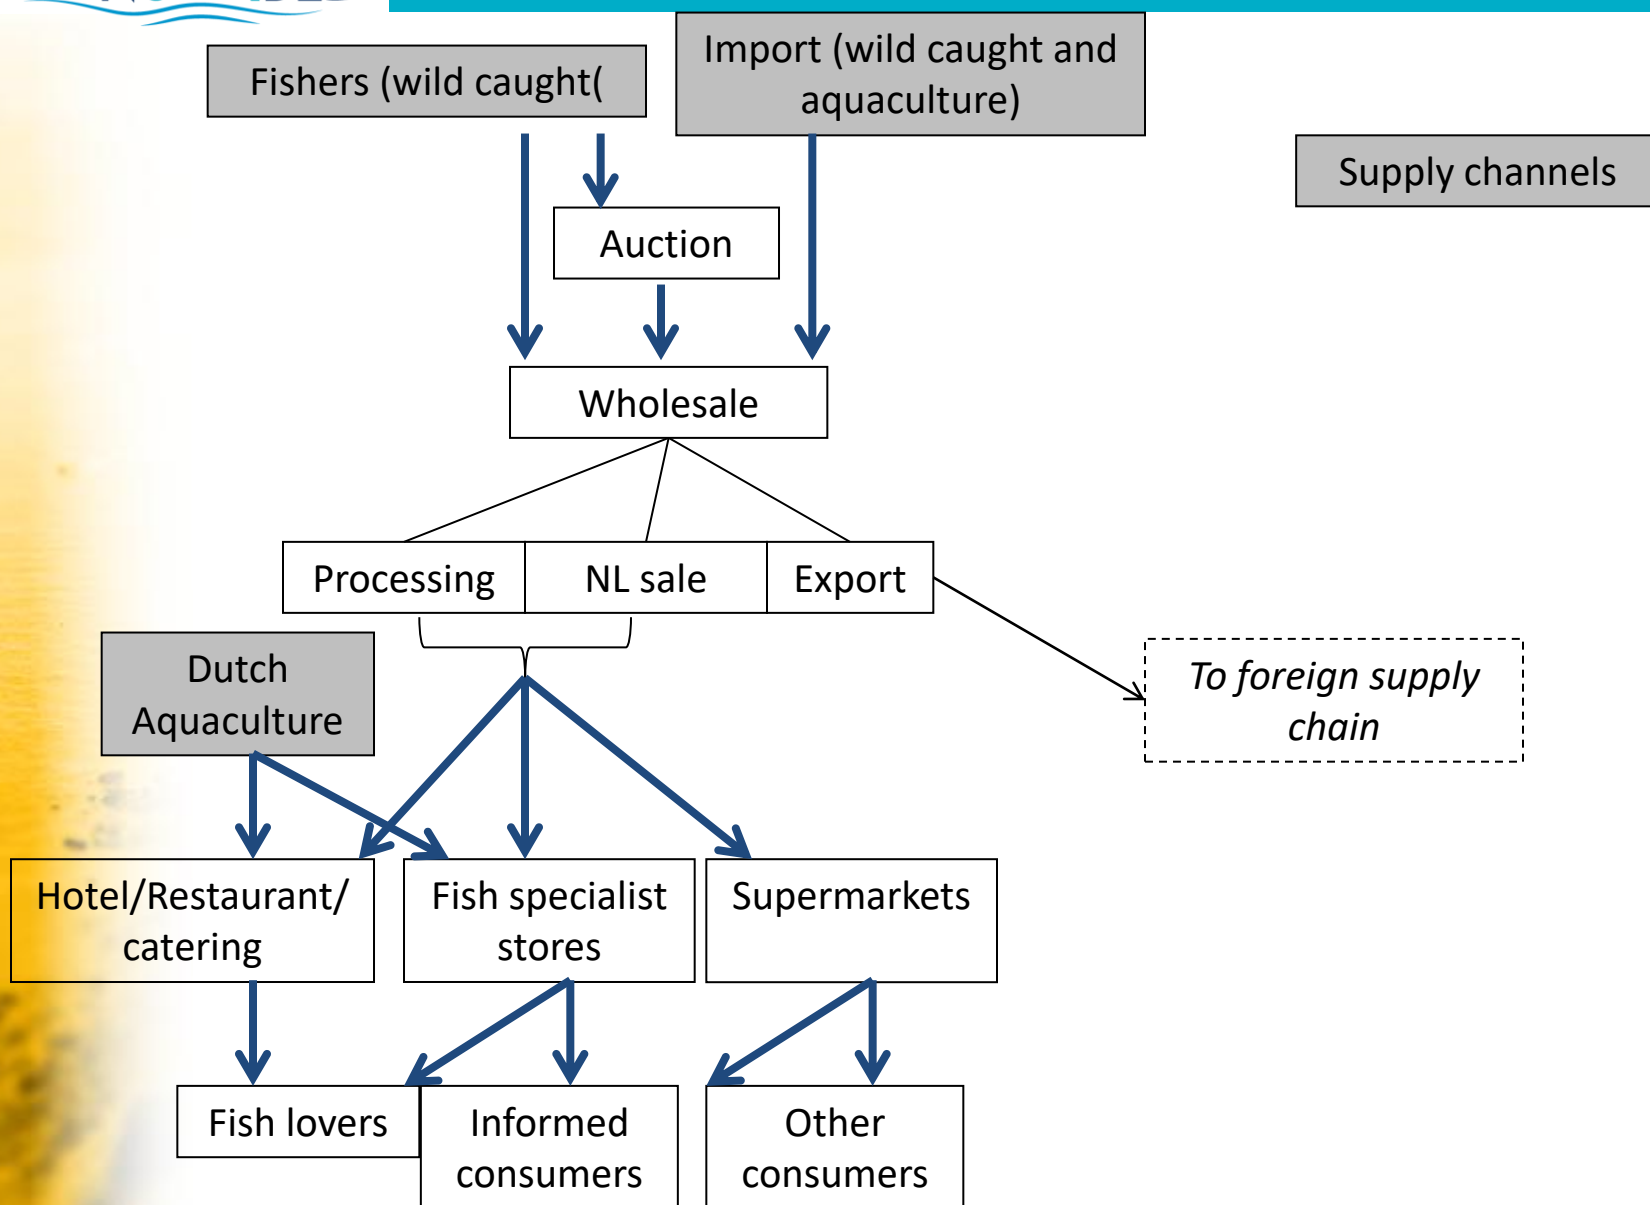 Fishers (wild caught(
Import (wild caught and
aquaculture)
Supply channels
Auction
Wholesale
Processing
NL sale
Export
Dutch
Aquaculture
To foreign supply
chain
Hotel/Restaurant/
catering
Fish specialist
stores
Supermarkets
Fish lovers
Informed
consumers
Other
consumers